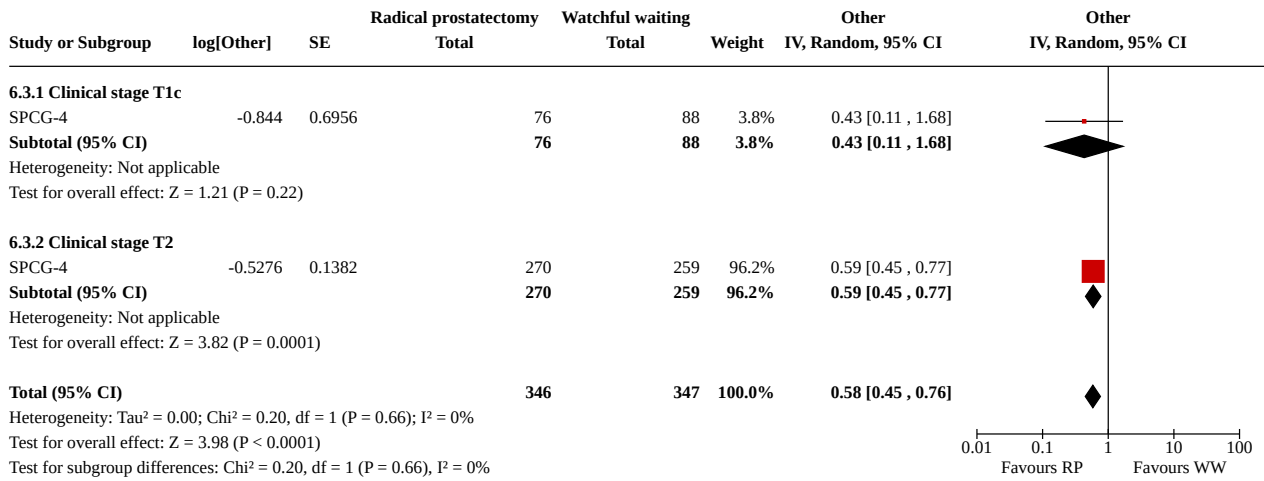 Radical prostatectomy Watchful waiting Other Other
Study or Subgroup log[Other] SE Total Total Weight IV, Random, 95% CI IV, Random, 95% CI
6.3.1 Clinical stage T1c
SPCG-4 -0.844 0.6956 76 88 3.8% 0.43 [0.11 , 1.68]
Subtotal (95% CI) 76 88 3.8% 0.43 [0.11 , 1.68]
Heterogeneity: Not applicable
Test for overall effect: Z = 1.21 (P = 0.22)
6.3.2 Clinical stage T2
SPCG-4 -0.5276 0.1382 270 259 96.2% 0.59 [0.45 , 0.77]
Subtotal (95% CI) 270 259 96.2% 0.59 [0.45 , 0.77]
Heterogeneity: Not applicable
Test for overall effect: Z = 3.82 (P = 0.0001)
Total (95% CI) 346 347 100.0% 0.58 [0.45 , 0.76]
Heterogeneity: Tau² = 0.00; Chi² = 0.20, df = 1 (P = 0.66); I² = 0%
Test for overall effect: Z = 3.98 (P < 0.0001)
0.01 0.1 1 10 100
Test for subgroup differences: Chi² = 0.20, df = 1 (P = 0.66), I² = 0%
Favours RP Favours WW